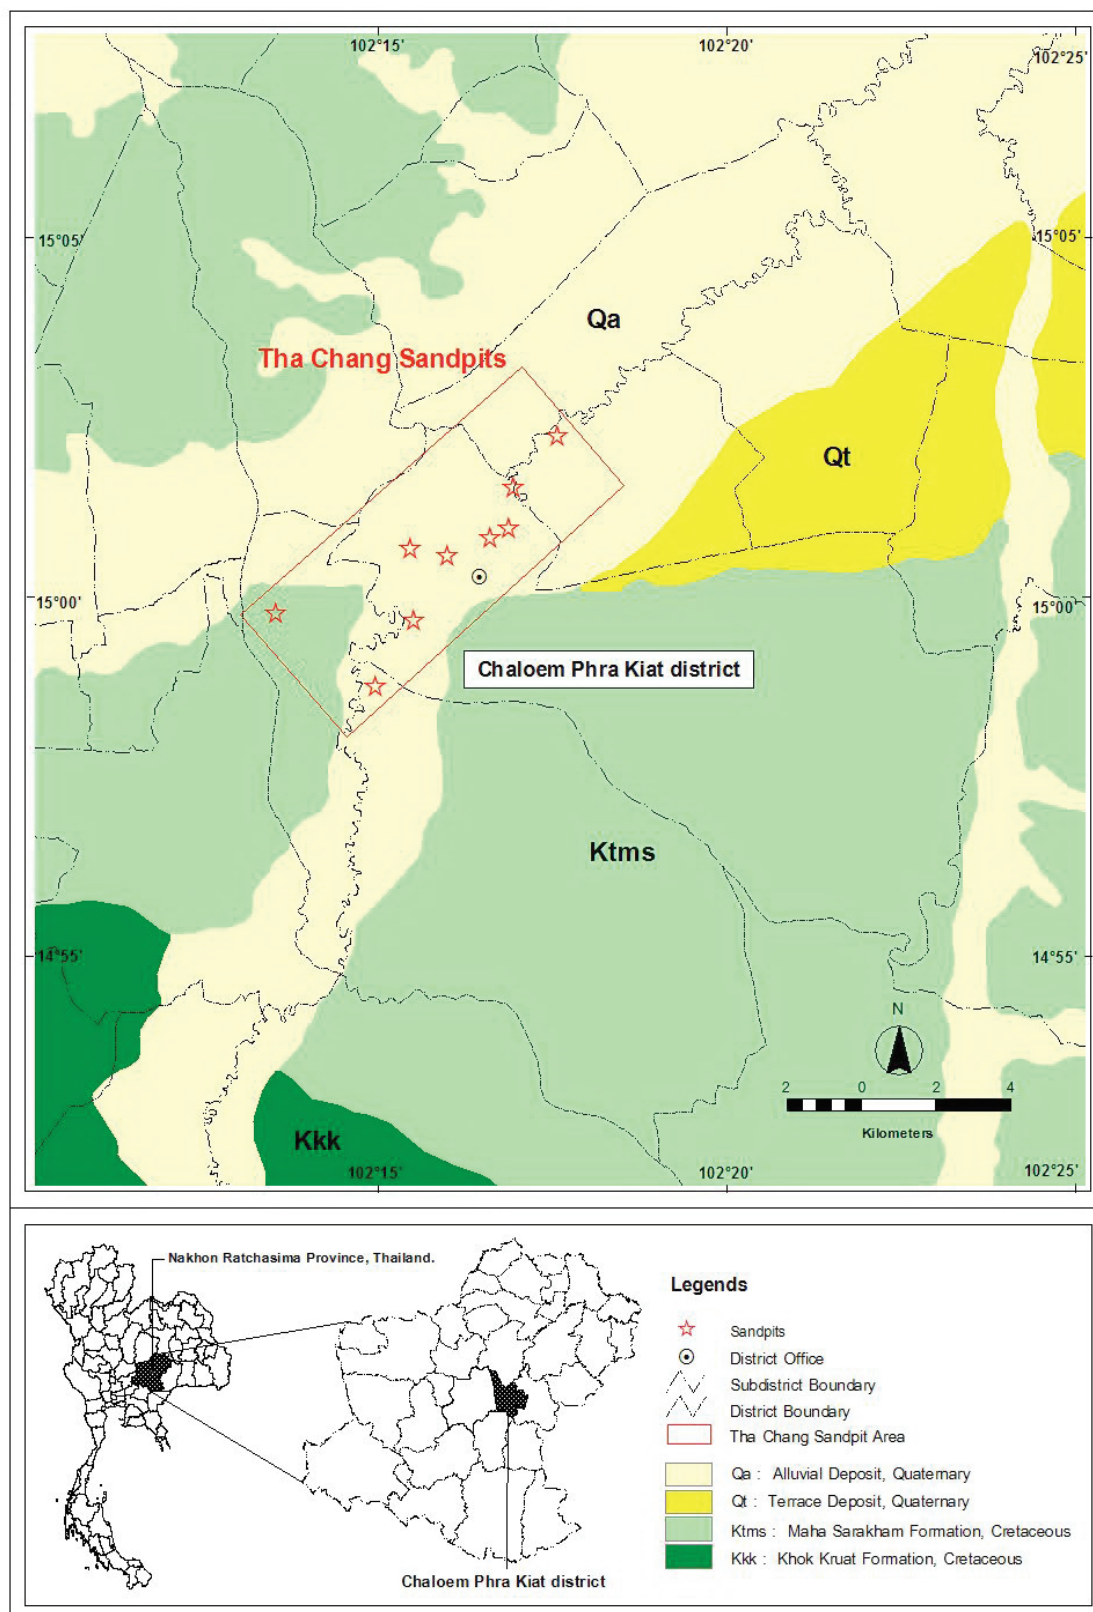 102°15'
102°20'
102°25'
15°05'
15°05'
Qa
Tha Chang Sandpits
Qt
15°00'
15°00'
Chaloem Phra Kiat district
Ktms
14°55'
14°55'
N
2 0 2 4
Kilometers
Kkk
102°15'
102°20'
102°25'
Nakhon Ratchasima Province, Thailand.
Chaloem Phra Kiat district
Legends
Sandpits
District Office
Subdistrict Boundary
District Boundary
Tha Chang Sandpit Area
Qa : Alluvial Deposit, Quaternary
Qt : Terrace Deposit, Quaternary
Ktms : Maha Sarakham Formation, Cretaceous
Kkk : Khok Kruat Formation, Cretaceous